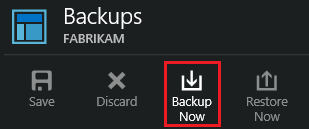 Backups
FABRIKAM
Save
Discard
Backup
Now
Restore
Now